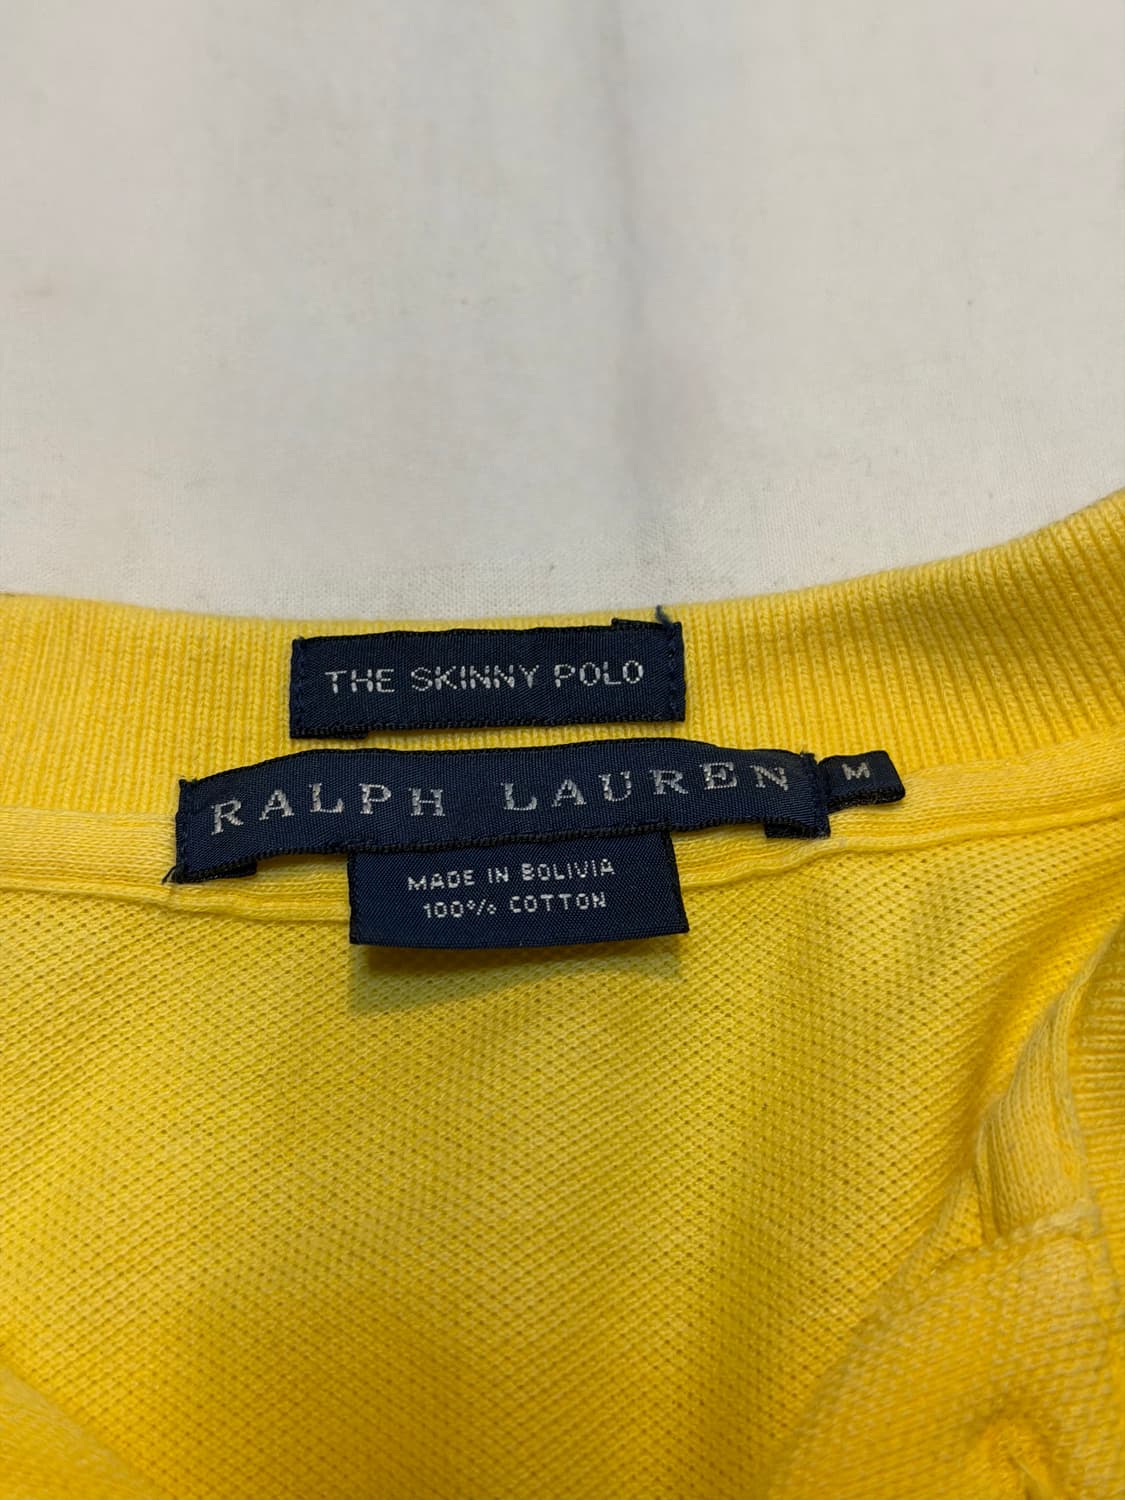 THE SKINNY POLO
RALPH LAUREN
M
MADE IN BOLIVIA
100% COTTON